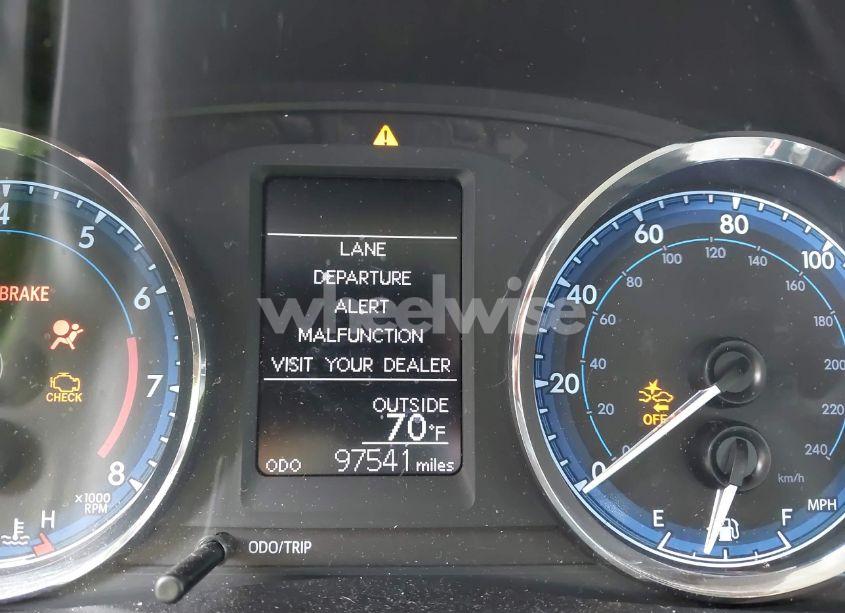 4
5
6
7
8
BRAKE
CHECK
x1000
RPM
H
LANE
DEPARTURE
ALERT
MALFUNCTION
VISIT YOUR DEALER
OUTSIDE
70°F
ODO 97541 miles
ODO/TRIP
wheelwise
0
20
40
60
80
100
0
20
40
60
80
100
120
140
160
180
200
220
240
km/h
MPH
OFF
E
F